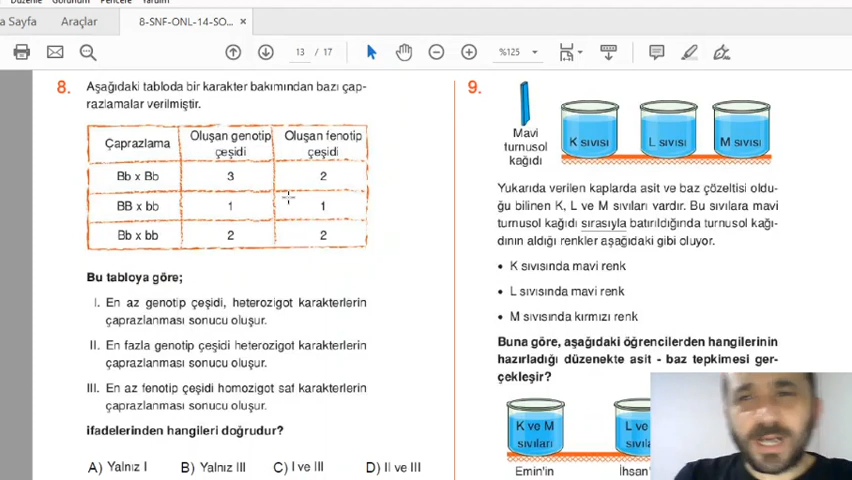 Düzenle Görünüm Pencere Yardım
a Sayfa
Araçlar
8-SNF-ONL-14-SO...
13 / 17
%125
8.
Aşağıdaki tabloda bir karakter bakımından bazı çap-
razlamalar verilmiştir.
Çaprazlama
Oluşan genotip
çeşidi
Oluşan fenotip
çeşidi
Bb x Bb 3 2
BB x bb 1 1
Bb x bb 2 2
Bu tabloya göre;
I. En az genotip çeşidi, heterozigot karakterlerin
çaprazlanması sonucu oluşur.
II. En fazla genotip çeşidi heterozigot karakterlerin
çaprazlanması sonucu oluşur.
III. En az fenotip çeşidi homozigot saf karakterlerin
çaprazlanması sonucu oluşur.
ifadelerinden hangileri doğrudur?
A) Yalnız I B) Yalnız III C) I ve III D) II ve III
9.
Mavi
turnusol
kağıdı
K sıvısı
L sıvısı
M sıvısı
Yukarıda verilen kaplarda asit ve baz çözeltisi oldu-
ğu bilinen K, L ve M sıvıları vardır. Bu sıvılara mavi
turnusol kağıdı sırasıyla batırıldığında turnusol kağı-
dının aldığı renkler aşağıdaki gibi oluyor.
• K sıvısında mavi renk
• L sıvısında mavi renk
• M sıvısında kırmızı renk
Buna göre, aşağıdaki öğrencilerden hangilerinin
hazırladığı düzenekte asit - baz tepkimesi ger-
çekleşir?
K ve M
sıvıları
Emin'in
L ve
sıvıl
İhsan'